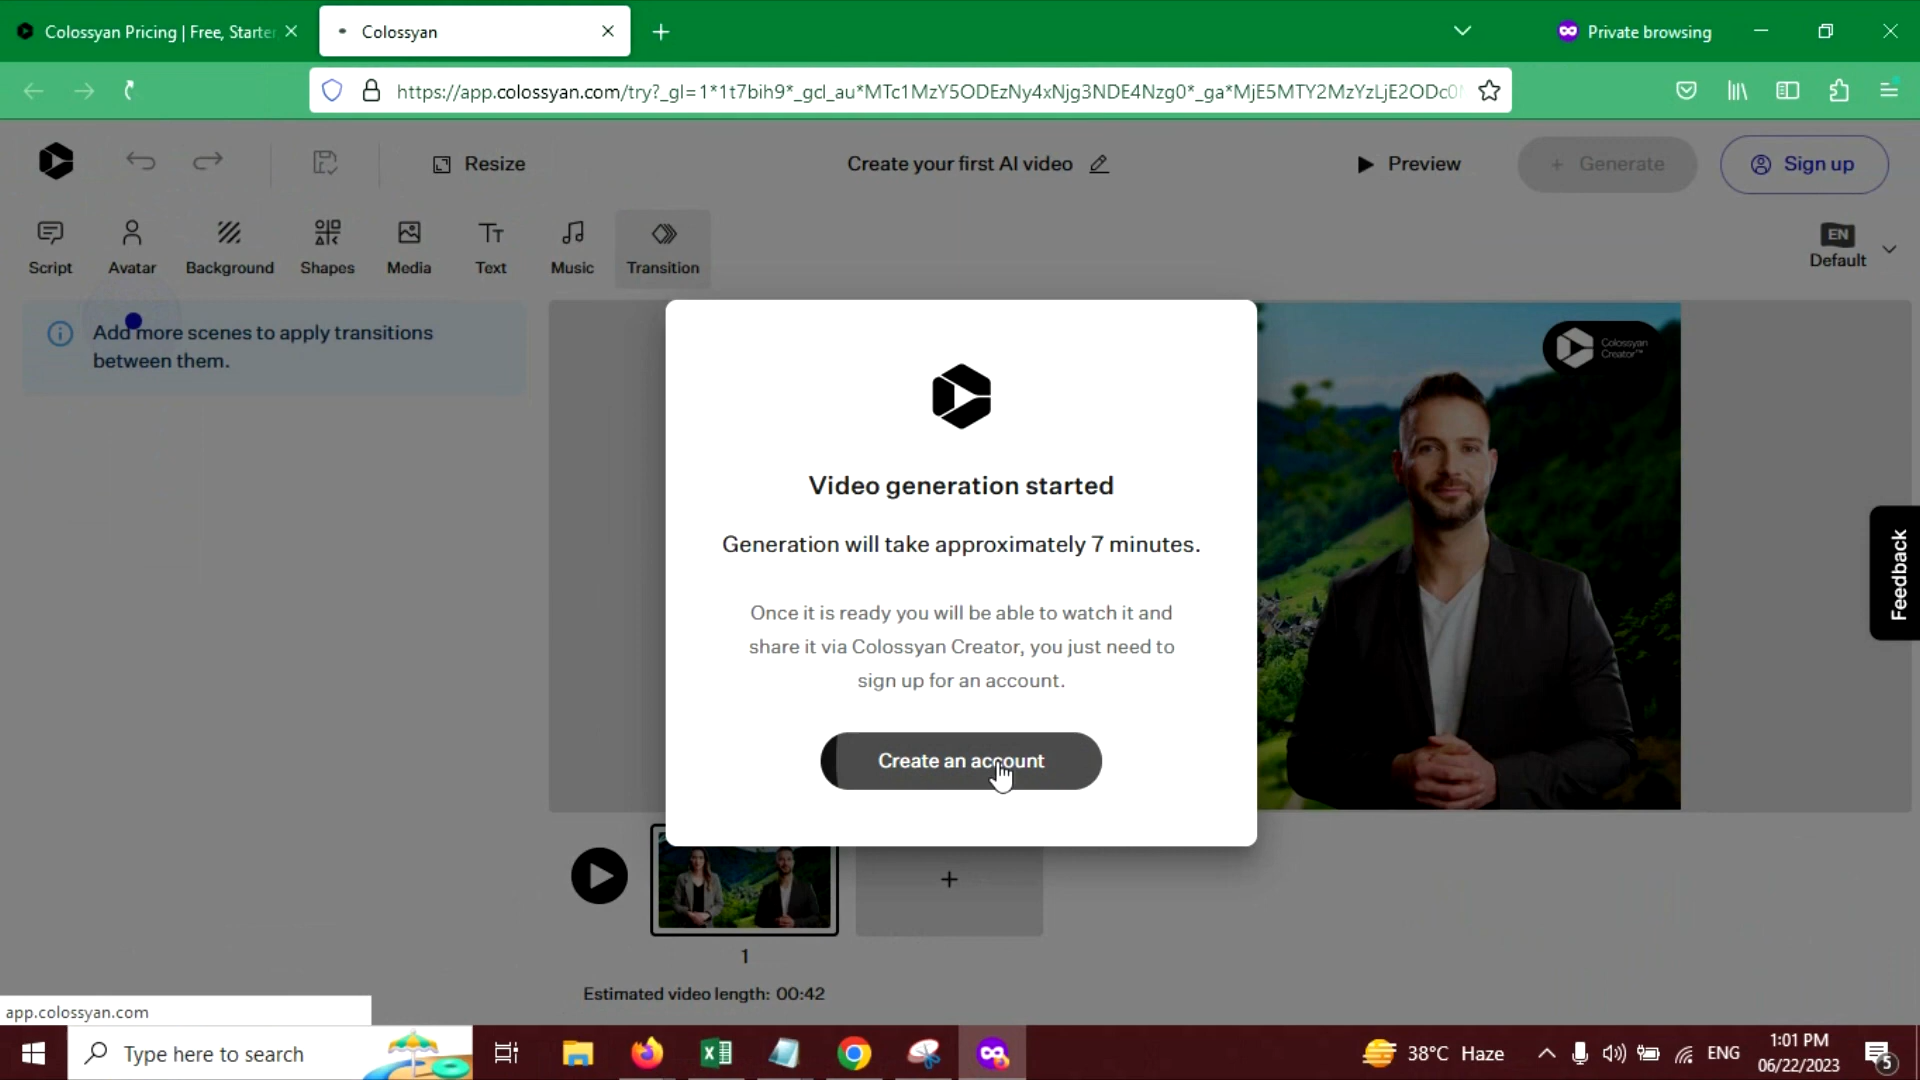 Colossyan Pricing | Free, Starter
Colossyan
Private browsing
https://app.colossyan.com/try?_gl=1*1t7bih9*_gcl_au*MTc1MzY5ODEzNy4xNjg3NDE4Nzg0*_ga*MjE5MTY2MzYzLjE2ODc0
Resize
Create your first AI video
Preview
+ Generate
Sign up
Script
Avatar
Background
Shapes
Media
Text
Music
Transition
EN
Default
Add more scenes to apply transitions
between them.
Colossyan
Creator™
Video generation started
Generation will take approximately 7 minutes.
Once it is ready you will be able to watch it and
share it via Colossyan Creator, you just need to
sign up for an account.
Create an account
Feedback
1
Estimated video length: 00:42
app.colossyan.com
Type here to search
38°C Haze
ENG
1:01 PM
06/22/2023
5